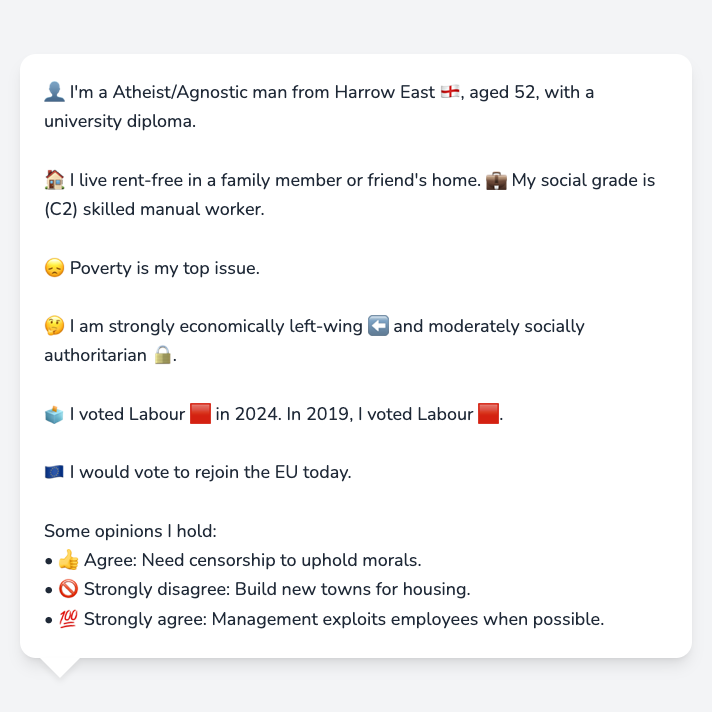 👤 I'm a Atheist/Agnostic man from Harrow East 🏴󠁧󠁢󠁥󠁮󠁧󠁿, aged 52, with a
university diploma.
🏠 I live rent-free in a family member or friend's home. 💼 My social grade is
(C2) skilled manual worker.
😞 Poverty is my top issue.
🤔 I am strongly economically left-wing ⬅️ and moderately socially
authoritarian 🔒.
🗳️ I voted Labour 🟥 in 2024. In 2019, I voted Labour 🟥.
🇪🇺 I would vote to rejoin the EU today.
Some opinions I hold:
• 👍 Agree: Need censorship to uphold morals.
• 🚫 Strongly disagree: Build new towns for housing.
• 💯 Strongly agree: Management exploits employees when possible.